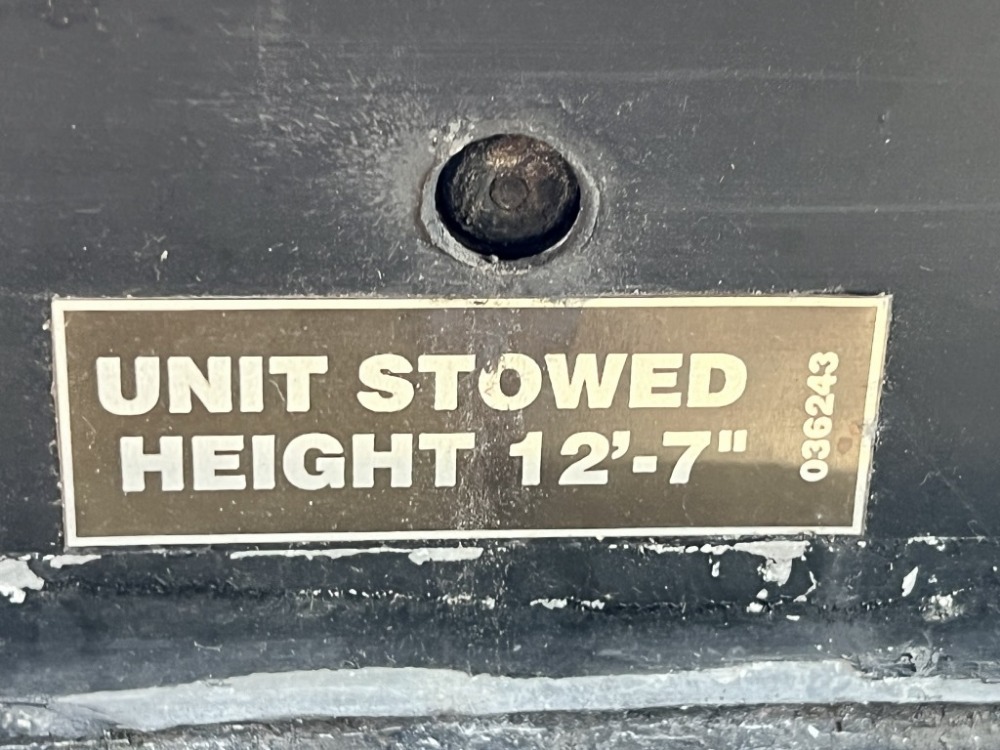 UNIT STOWED
HEIGHT 12'-7"
036243